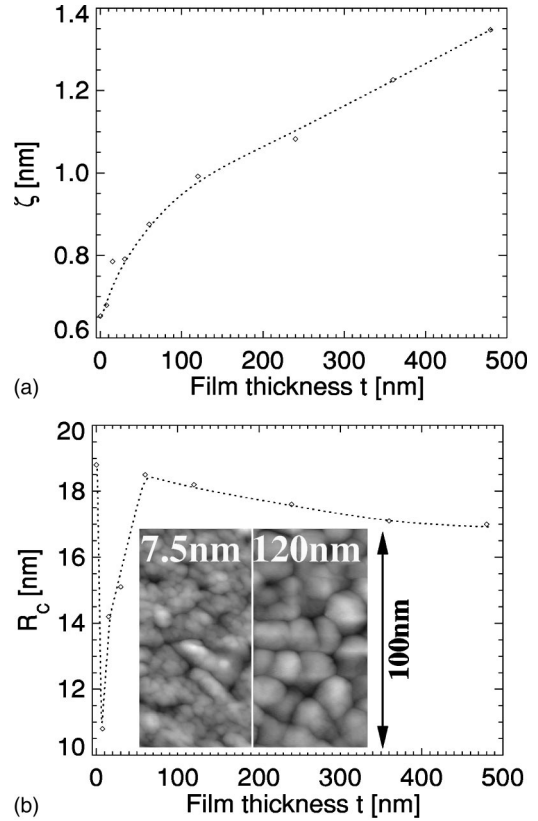 1.4
1.2
1.0
0.8
0.6
ζ [nm]
0 100 200 300 400 500
(a) Film thickness t [nm]
20
18
16
14
12
10
R_c [nm]
7.5nm 120nm
100nm
0 100 200 300 400 500
(b) Film thickness t [nm]